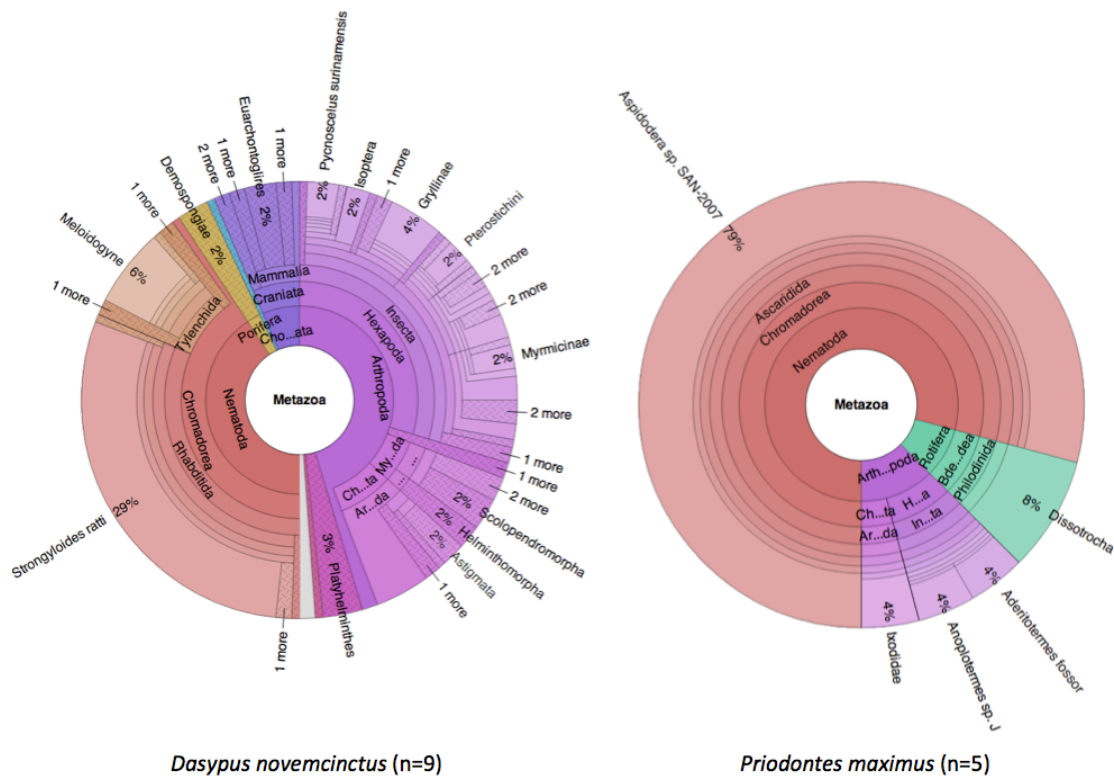 Pycnoscelus surinamensis
2%
Isoptera
2%
1 more
Gryllinae
4%
Pterostichini
2%
2 more
2 more
Myrmicinae
2%
2 more
1 more
1 more
2 more
Scolopendromorpha
2%
Helminthomorpha
2%
Astigmata
2%
1 more
Platyhelminthes
3%
1 more
Strongyloides ratti 29%
1 more
Meloidogyne
6%
1 more
Demospongiae
2%
2 more
1 more
Euarchontoglires
2%
1 more
Mammalia
Craniata
Cho...ata
Porifera
Tylenchida
Nematoda
Chromadorea
Rhabditida
Insecta
Hexapoda
Arthropoda
My...da
Ch...ta
Ar...da
...
...
Metazoa
Dasypus novemcinctus (n=9)
Aspidodera sp. SAN-2007 79%
Ascaridida
Chromadorea
Nematoda
Metazoa
Rotifera
Bde...dea
Philodinida
8%
Dissotrocha
Arth...poda
H...a
In...ta
Ch...ta
Ar...da
4%
Aderitotermes fossor
4%
Anoplotermes sp. J
4%
Ixodidae
Priodontes maximus (n=5)